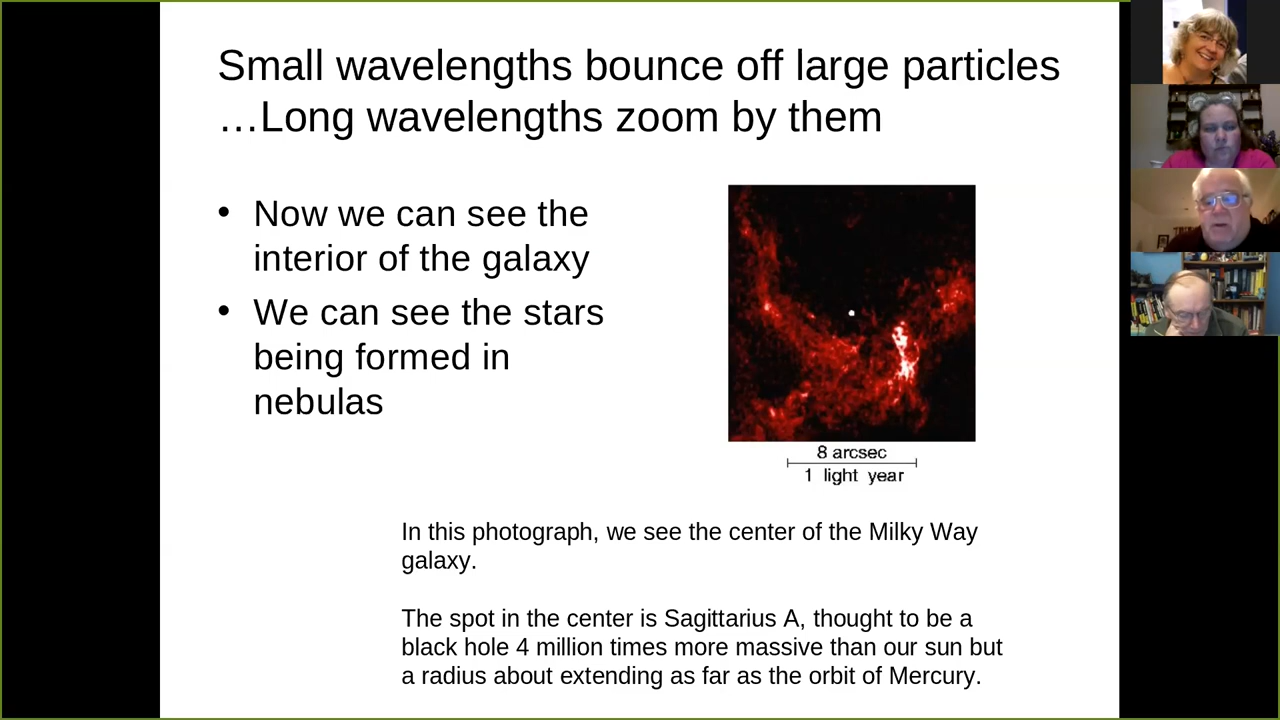 Small wavelengths bounce off large particles
…Long wavelengths zoom by them
• Now we can see the
interior of the galaxy
• We can see the stars
being formed in
nebulas
8 arcsec
1 light year
In this photograph, we see the center of the Milky Way
galaxy.
The spot in the center is Sagittarius A, thought to be a
black hole 4 million times more massive than our sun but
a radius about extending as far as the orbit of Mercury.